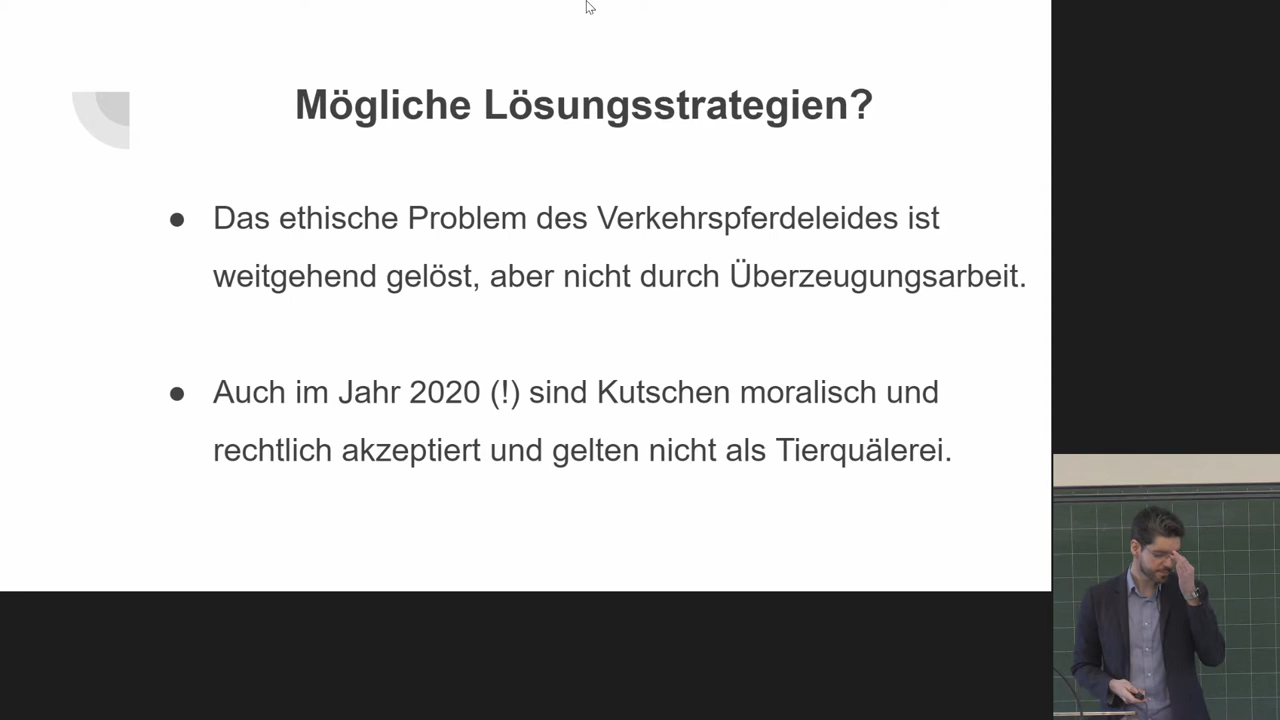 Mögliche Lösungsstrategien?
● Das ethische Problem des Verkehrspferdeleides ist
weitgehend gelöst, aber nicht durch Überzeugungsarbeit.
● Auch im Jahr 2020 (!) sind Kutschen moralisch und
rechtlich akzeptiert und gelten nicht als Tierquälerei.